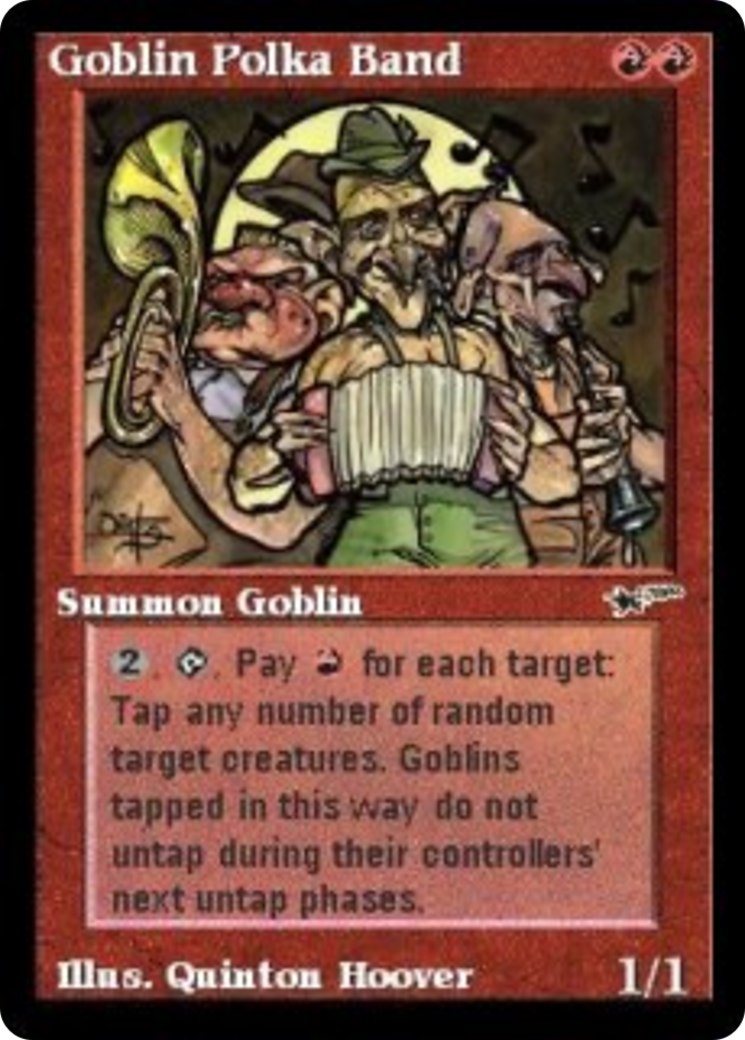 Goblin Polka Band
Summon Goblin
2, , Pay for each target:
Tap any number of random
target creatures. Goblins
tapped in this way do not
untap during their controllers'
next untap phases.
Illus. Quinton Hoover
1/1